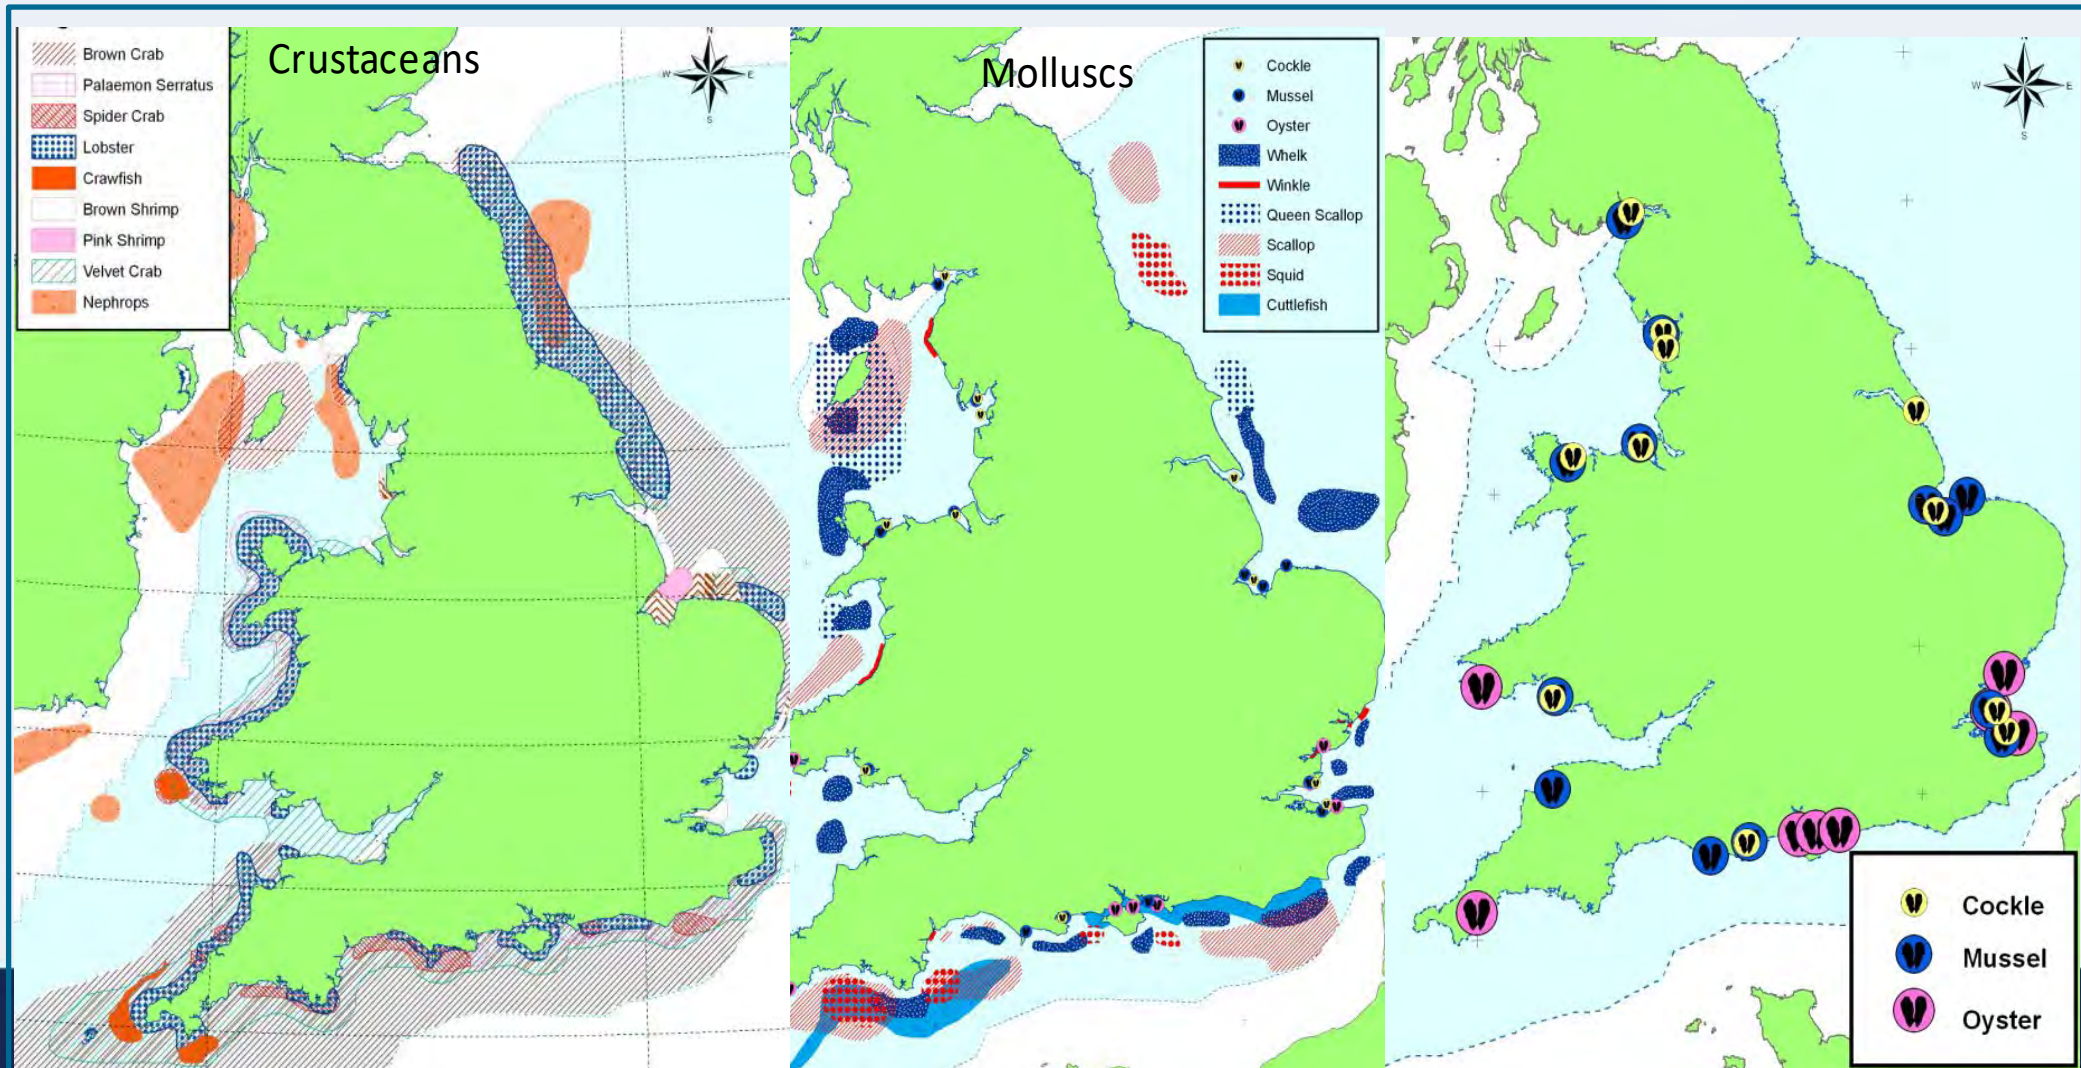 Crustaceans
Brown Crab
Palaemon Serratus
Spider Crab
Lobster
Crawfish
Brown Shrimp
Pink Shrimp
Velvet Crab
Nephrops
N
W
E
S
Molluscs
Cockle
Mussel
Oyster
Whelk
Winkle
Queen Scallop
Scallop
Squid
Cuttlefish
N
W
E
S
Cockle
Mussel
Oyster